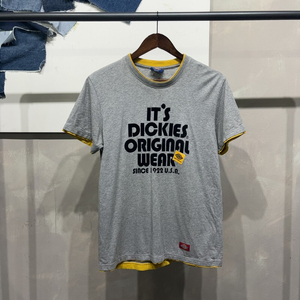 IT'S
DICKIES
ORIGINAL
WEAR
SINCE 1922 U.S.A.